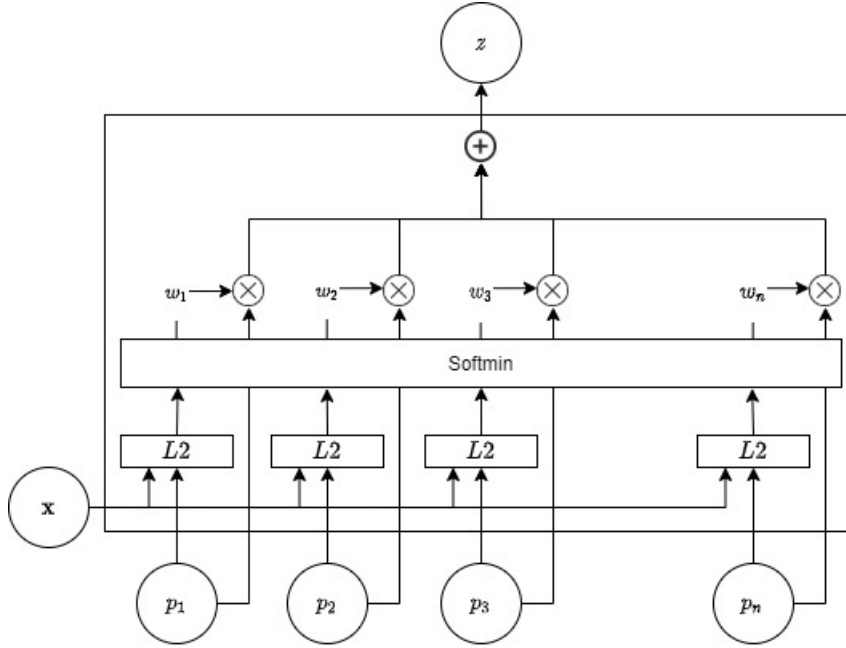 z
+
w₁ × w₂ × w₃ × wₙ ×
Softmin
L2 L2 L2 L2
x
p₁ p₂ p₃ pₙ